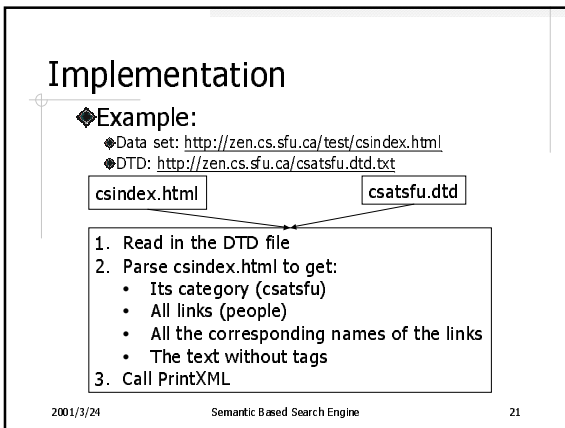 Implementation
Example:
Data set: http://zen.cs.sfu.ca/test/csindex.html
DTD: http://zen.cs.sfu.ca/csatsfu.dtd.txt
csindex.html
csatsfu.dtd
1. Read in the DTD file
2. Parse csindex.html to get:
• Its category (csatsfu)
• All links (people)
• All the corresponding names of the links
• The text without tags
3. Call PrintXML
2001/3/24
Semantic Based Search Engine
21